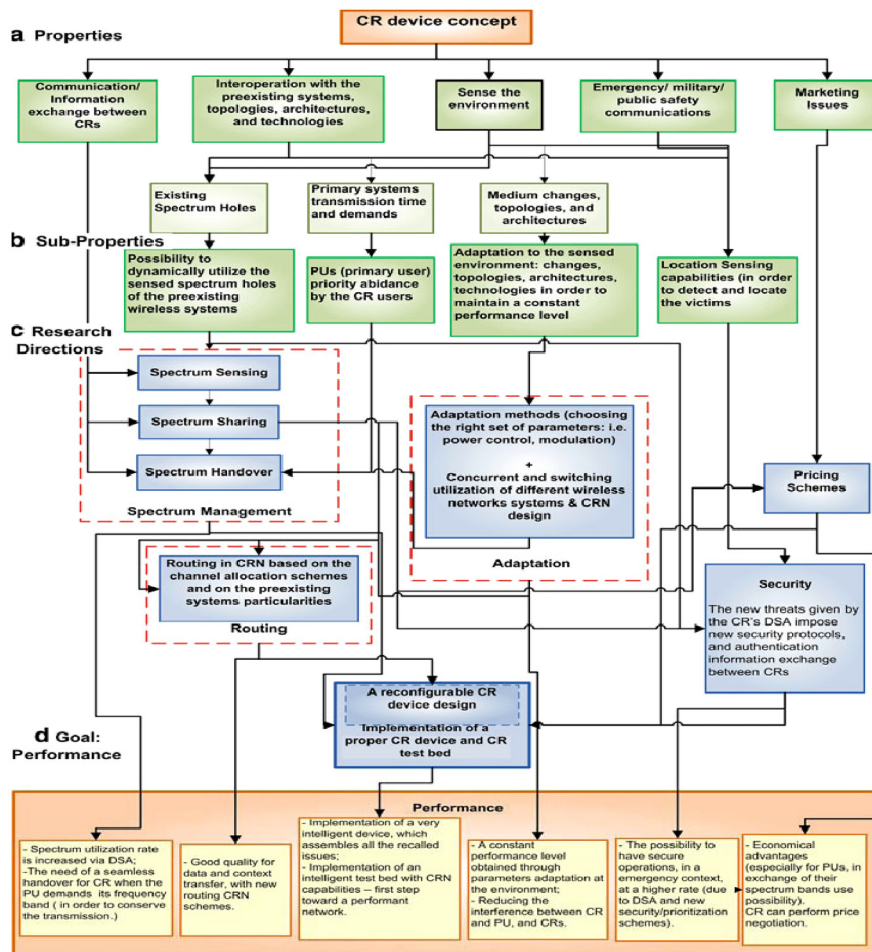 CR device concept
a Properties
Communication/
Information
exchange between
CRs
Interoperation with the
preexisting systems,
topologies, architectures,
and technologies
Sense the
environment
Emergency/ military/
public safety
communications
Marketing
Issues
Existing
Spectrum Holes
Primary systems
transmission time
and demands
Medium changes,
topologies, and
architectures
b Sub-Properties
Possibility to
dynamically utilize the
sensed spectrum holes
of the preexisting
wireless systems
PUs (primary user)
priority abidance
by the CR users
Adaptation to the sensed
environment: changes,
topologies, architectures,
technologies in order to
maintain a constant
performance level
Location Sensing
capabilities (in order
to detect and locate
the victims)
c Research
Directions
Spectrum Sensing
Spectrum Sharing
Spectrum Handover
Spectrum Management
Adaptation methods (choosing
the right set of parameters: i.e.
power control, modulation)
+
Concurrent and switching
utilization of different wireless
networks systems & CRN
design
Adaptation
Pricing
Schemes
Routing in CRN based on the
channel allocation schemes
and on the preexisting
systems particularities
Routing
Security
The new threats given by
the CR's DSA impose
new security protocols,
and authentication
information exchange
between CRs
A reconfigurable CR
device design
Implementation of a
proper CR device and CR
test bed
d Goal:
Performance
Performance
- Spectrum utilization rate
is increased via DSA;
-The need of a seamless
handover for CR when the
PU demands its frequency
band ( in order to conserve
the transmission.)
- Good quality for
data and context
transfer, with new
routing CRN
schemes.
- Implementation of a very
intelligent device, which
assembles all the recalled
issues;
- Implementation of an
intelligent test bed with CRN
capabilities – first step
toward a performant network.
- A constant
performance level
obtained through
parameters adaptation at
the environment;
- Reducing the
interference between CR
and PU, and CRs.
- The possibility to
have secure
operations, in a
emergency context,
at a higher rate (due
to DSA and new
security/prioritization
schemes).
- Economical
advantages
(especially for PUs, in
exchange of their
spectrum bands use
possibility).
CR can perform price
negotiation.